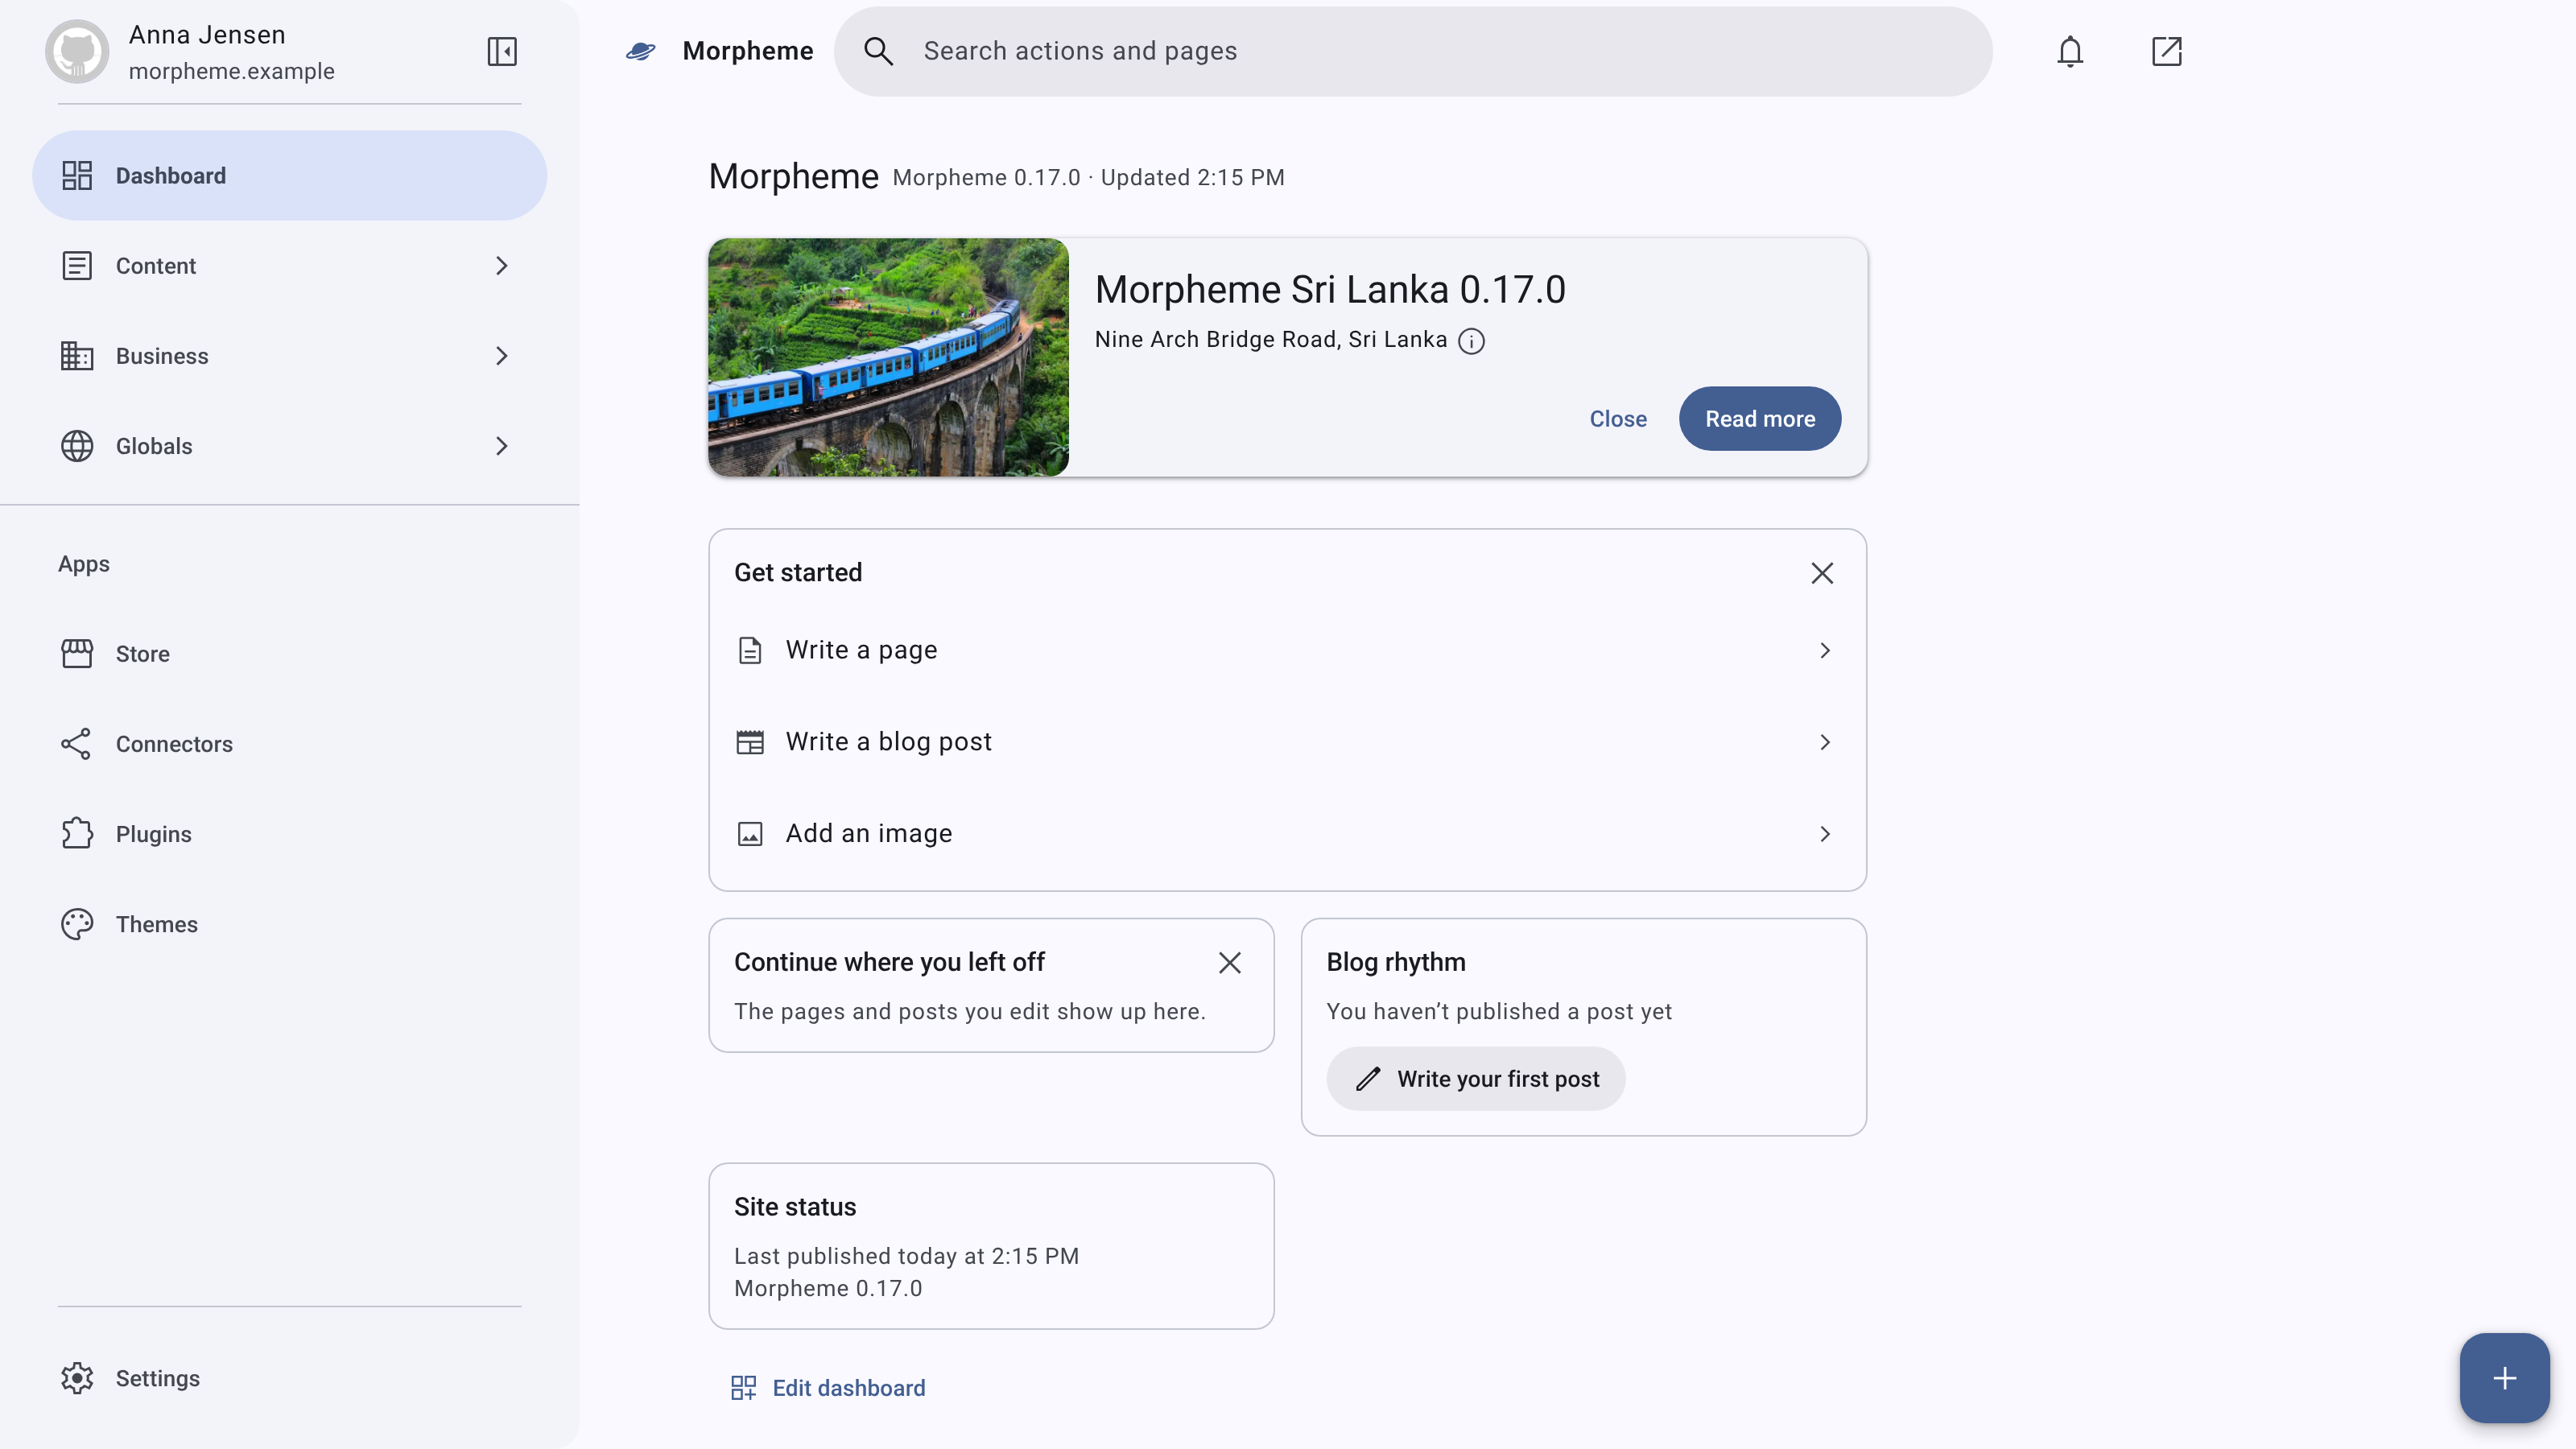 Anna Jensen
morpheme.example
Dashboard
Content
Business
Globals
Apps
Store
Connectors
Plugins
Themes
Settings
Morpheme
Search actions and pages
Morpheme
Morpheme 0.17.0 · Updated 2:15 PM
Morpheme Sri Lanka 0.17.0
Nine Arch Bridge Road, Sri Lanka
Close
Read more
Get started
Write a page
Write a blog post
Add an image
Continue where you left off
The pages and posts you edit show up here.
Blog rhythm
You haven’t published a post yet
Write your first post
Site status
Last published today at 2:15 PM
Morpheme 0.17.0
Edit dashboard